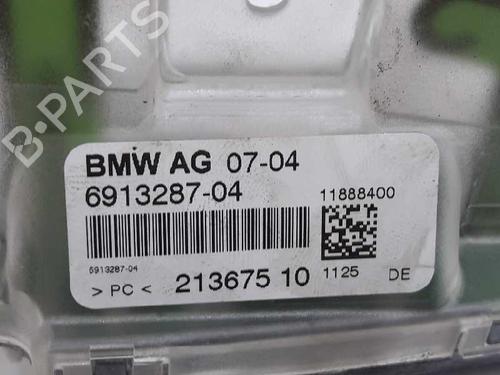 B-PARTS
BMW AG 07-04
6913287-04
11888400
6913287-04
1125 DE
> PC < 213675 10